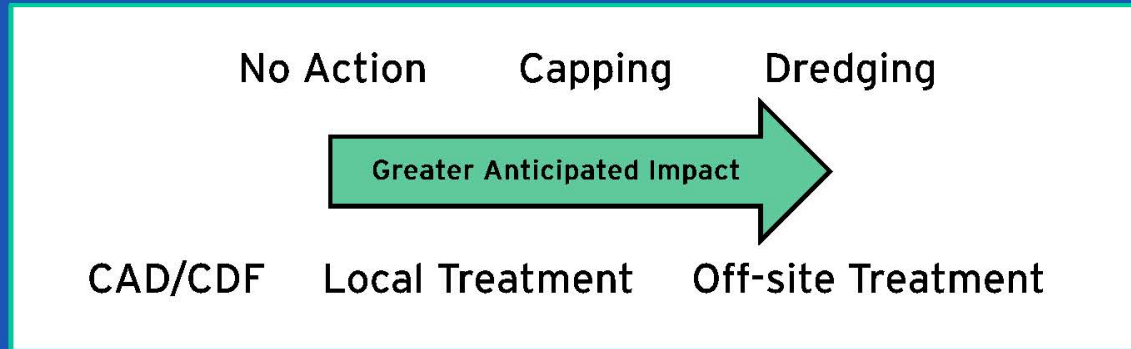 No Action Capping Dredging
Greater Anticipated Impact
CAD/CDF Local Treatment Off-site Treatment